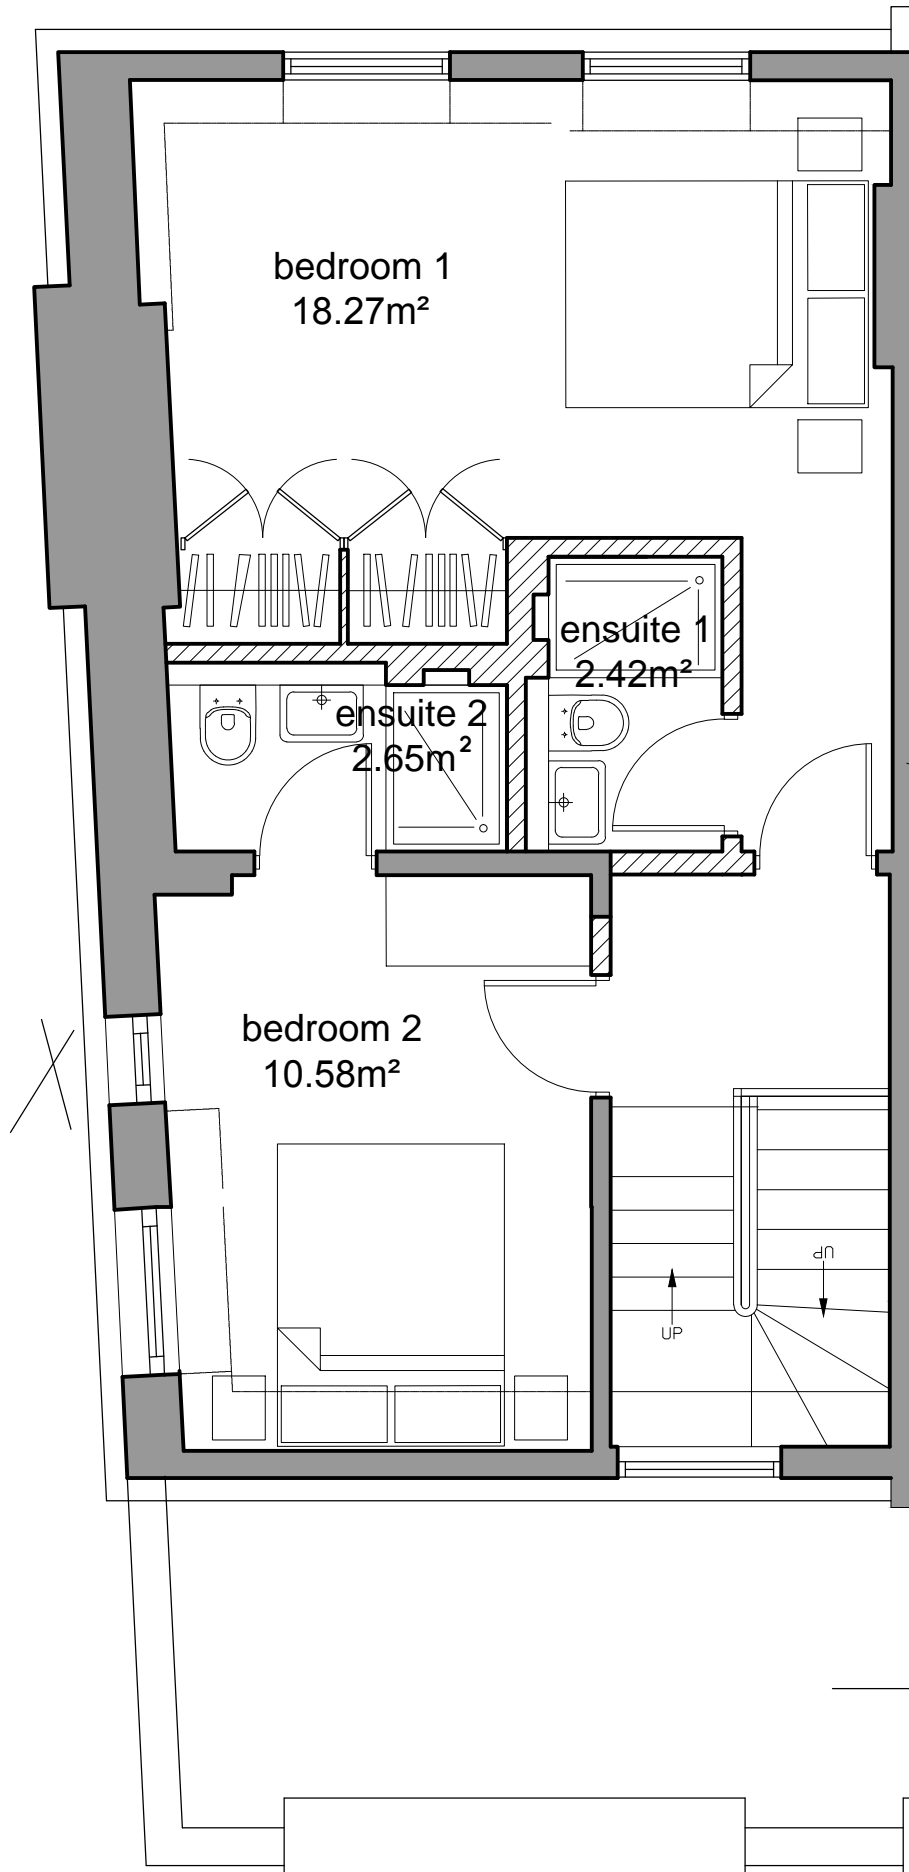 bedroom 1
18.27m²
ensuite 1
2.42m²
ensuite 2
2.65m²
bedroom 2
10.58m²
UP
UP